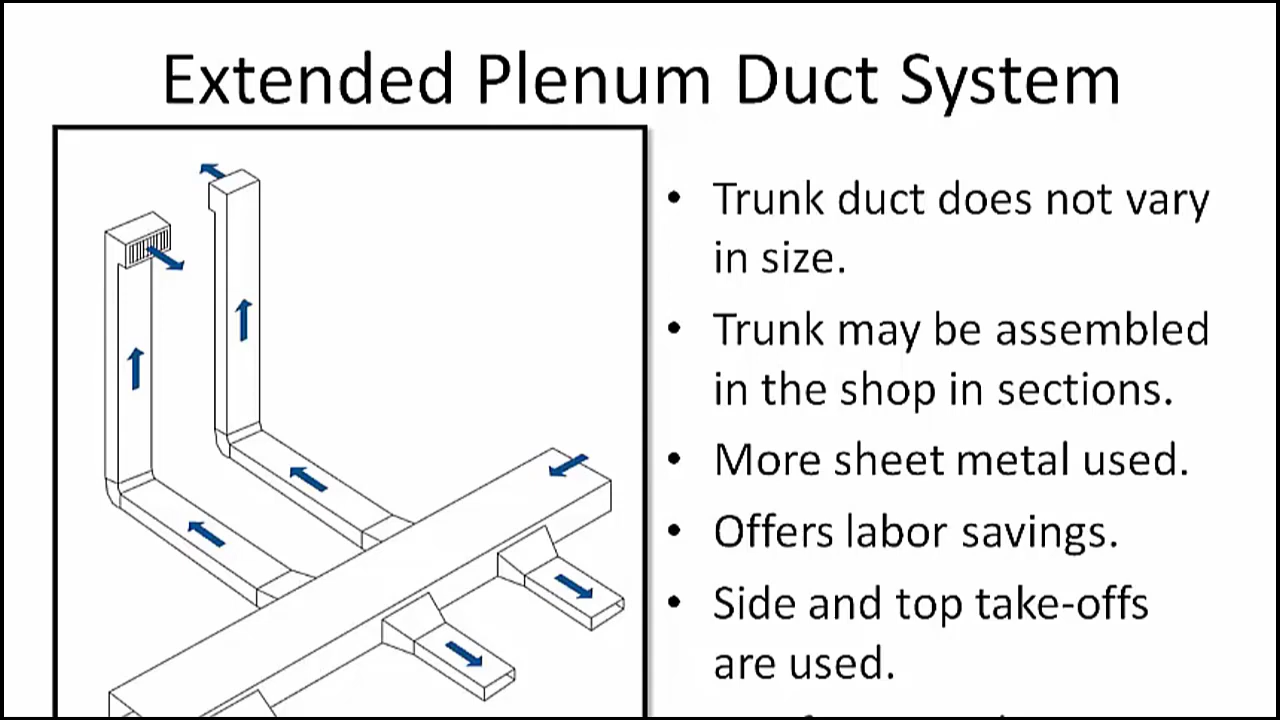 Extended Plenum Duct System
• Trunk duct does not vary
in size.
• Trunk may be assembled
in the shop in sections.
• More sheet metal used.
• Offers labor savings.
• Side and top take-offs
are used.